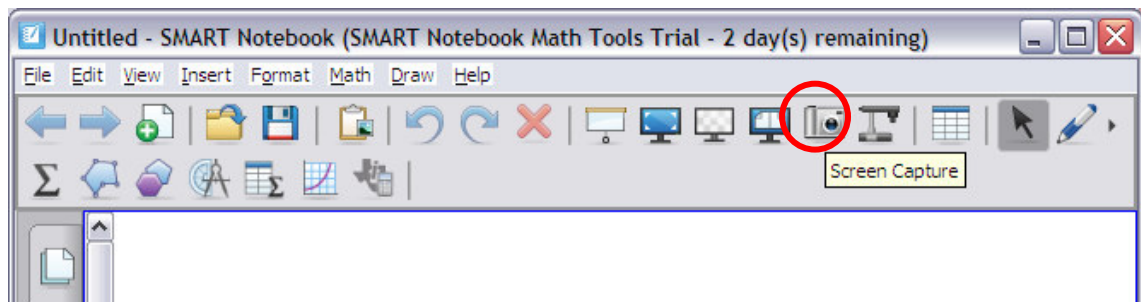 Untitled - SMART Notebook (SMART Notebook Math Tools Trial - 2 day(s) remaining)
File Edit View Insert Format Math Draw Help
Σ
Screen Capture